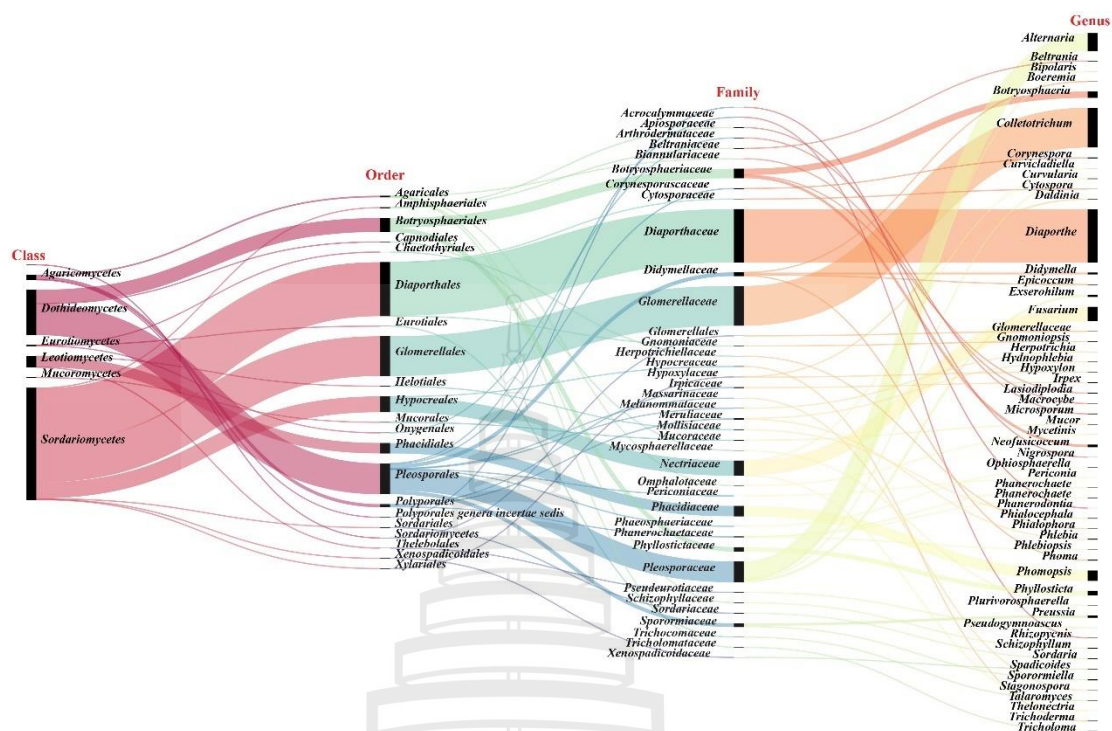 Class
Agaricomycetes
Dothideomycetes
Eurotiomycetes
Leotiomycetes
Mucoromycetes
Sordariomycetes
Order
Agaricales
Amphisphaeriales
Botryosphaeriales
Capnodiales
Chaetothyriales
Diaporthales
Eurotiales
Glomerellales
Helotiales
Hypocreales
Mucorales
Onygenales
Phacidiales
Pleosporales
Polyporales
Polyporales genera incertae sedis
Sordariales
Sordariomycetes
Thelebolales
Xenospadicoidales
Xylariales
Family
Acrocalymmaceae
Apiosporaceae
Arthrodermataceae
Beltraniaceae
Biannulariaceae
Botryosphaeriaceae
Corynesporascaceae
Cytosporaceae
Diaporthaceae
Didymellaceae
Glomerellaceae
Glomerellales
Gnomoniaceae
Herpotrichiellaceae
Hypocreaceae
Hypoxylaceae
Irpicaceae
Massarinaceae
Melanommataceae
Meruliaceae
Mollisiaceae
Mucoraceae
Mycosphaerellaceae
Nectriaceae
Omphalotaceae
Periconiaceae
Phacidiaceae
Phaeosphaeriaceae
Phanerochaetaceae
Phyllostictaceae
Pleosporaceae
Pseudeurotiaceae
Schizophyllaceae
Sordariaceae
Sporormiaceae
Trichocomaceae
Tricholomataceae
Xenospadicoidaceae
Genus
Alternaria
Beltrania
Bipolaris
Boeremia
Botryosphaeria
Colletotrichum
Corynespora
Curvicladiella
Curvularia
Cytospora
Daldinia
Diaporthe
Didymella
Epicoccum
Exserohilum
Fusarium
Glomerellaceae
Gnomoniopsis
Herpotrichia
Hydnophlebia
Hypoxylon
Irpex
Lasiodiplodia
Macrocybe
Microsporum
Mucor
Mycetinis
Neofusicoccum
Nigrospora
Ophiosphaerella
Periconia
Phanerochaete
Phanerochaete
Phanerodontia
Phialocephala
Phialophora
Phlebia
Phlebiopsis
Phoma
Phomopsis
Phyllosticta
Plurivorosphaerella
Preussia
Pseudogymnoascus
Rhizopycnis
Schizophyllum
Sordaria
Spadicoides
Sporormiella
Stagonospora
Talaromyces
Thelonectria
Trichoderma
Tricholoma